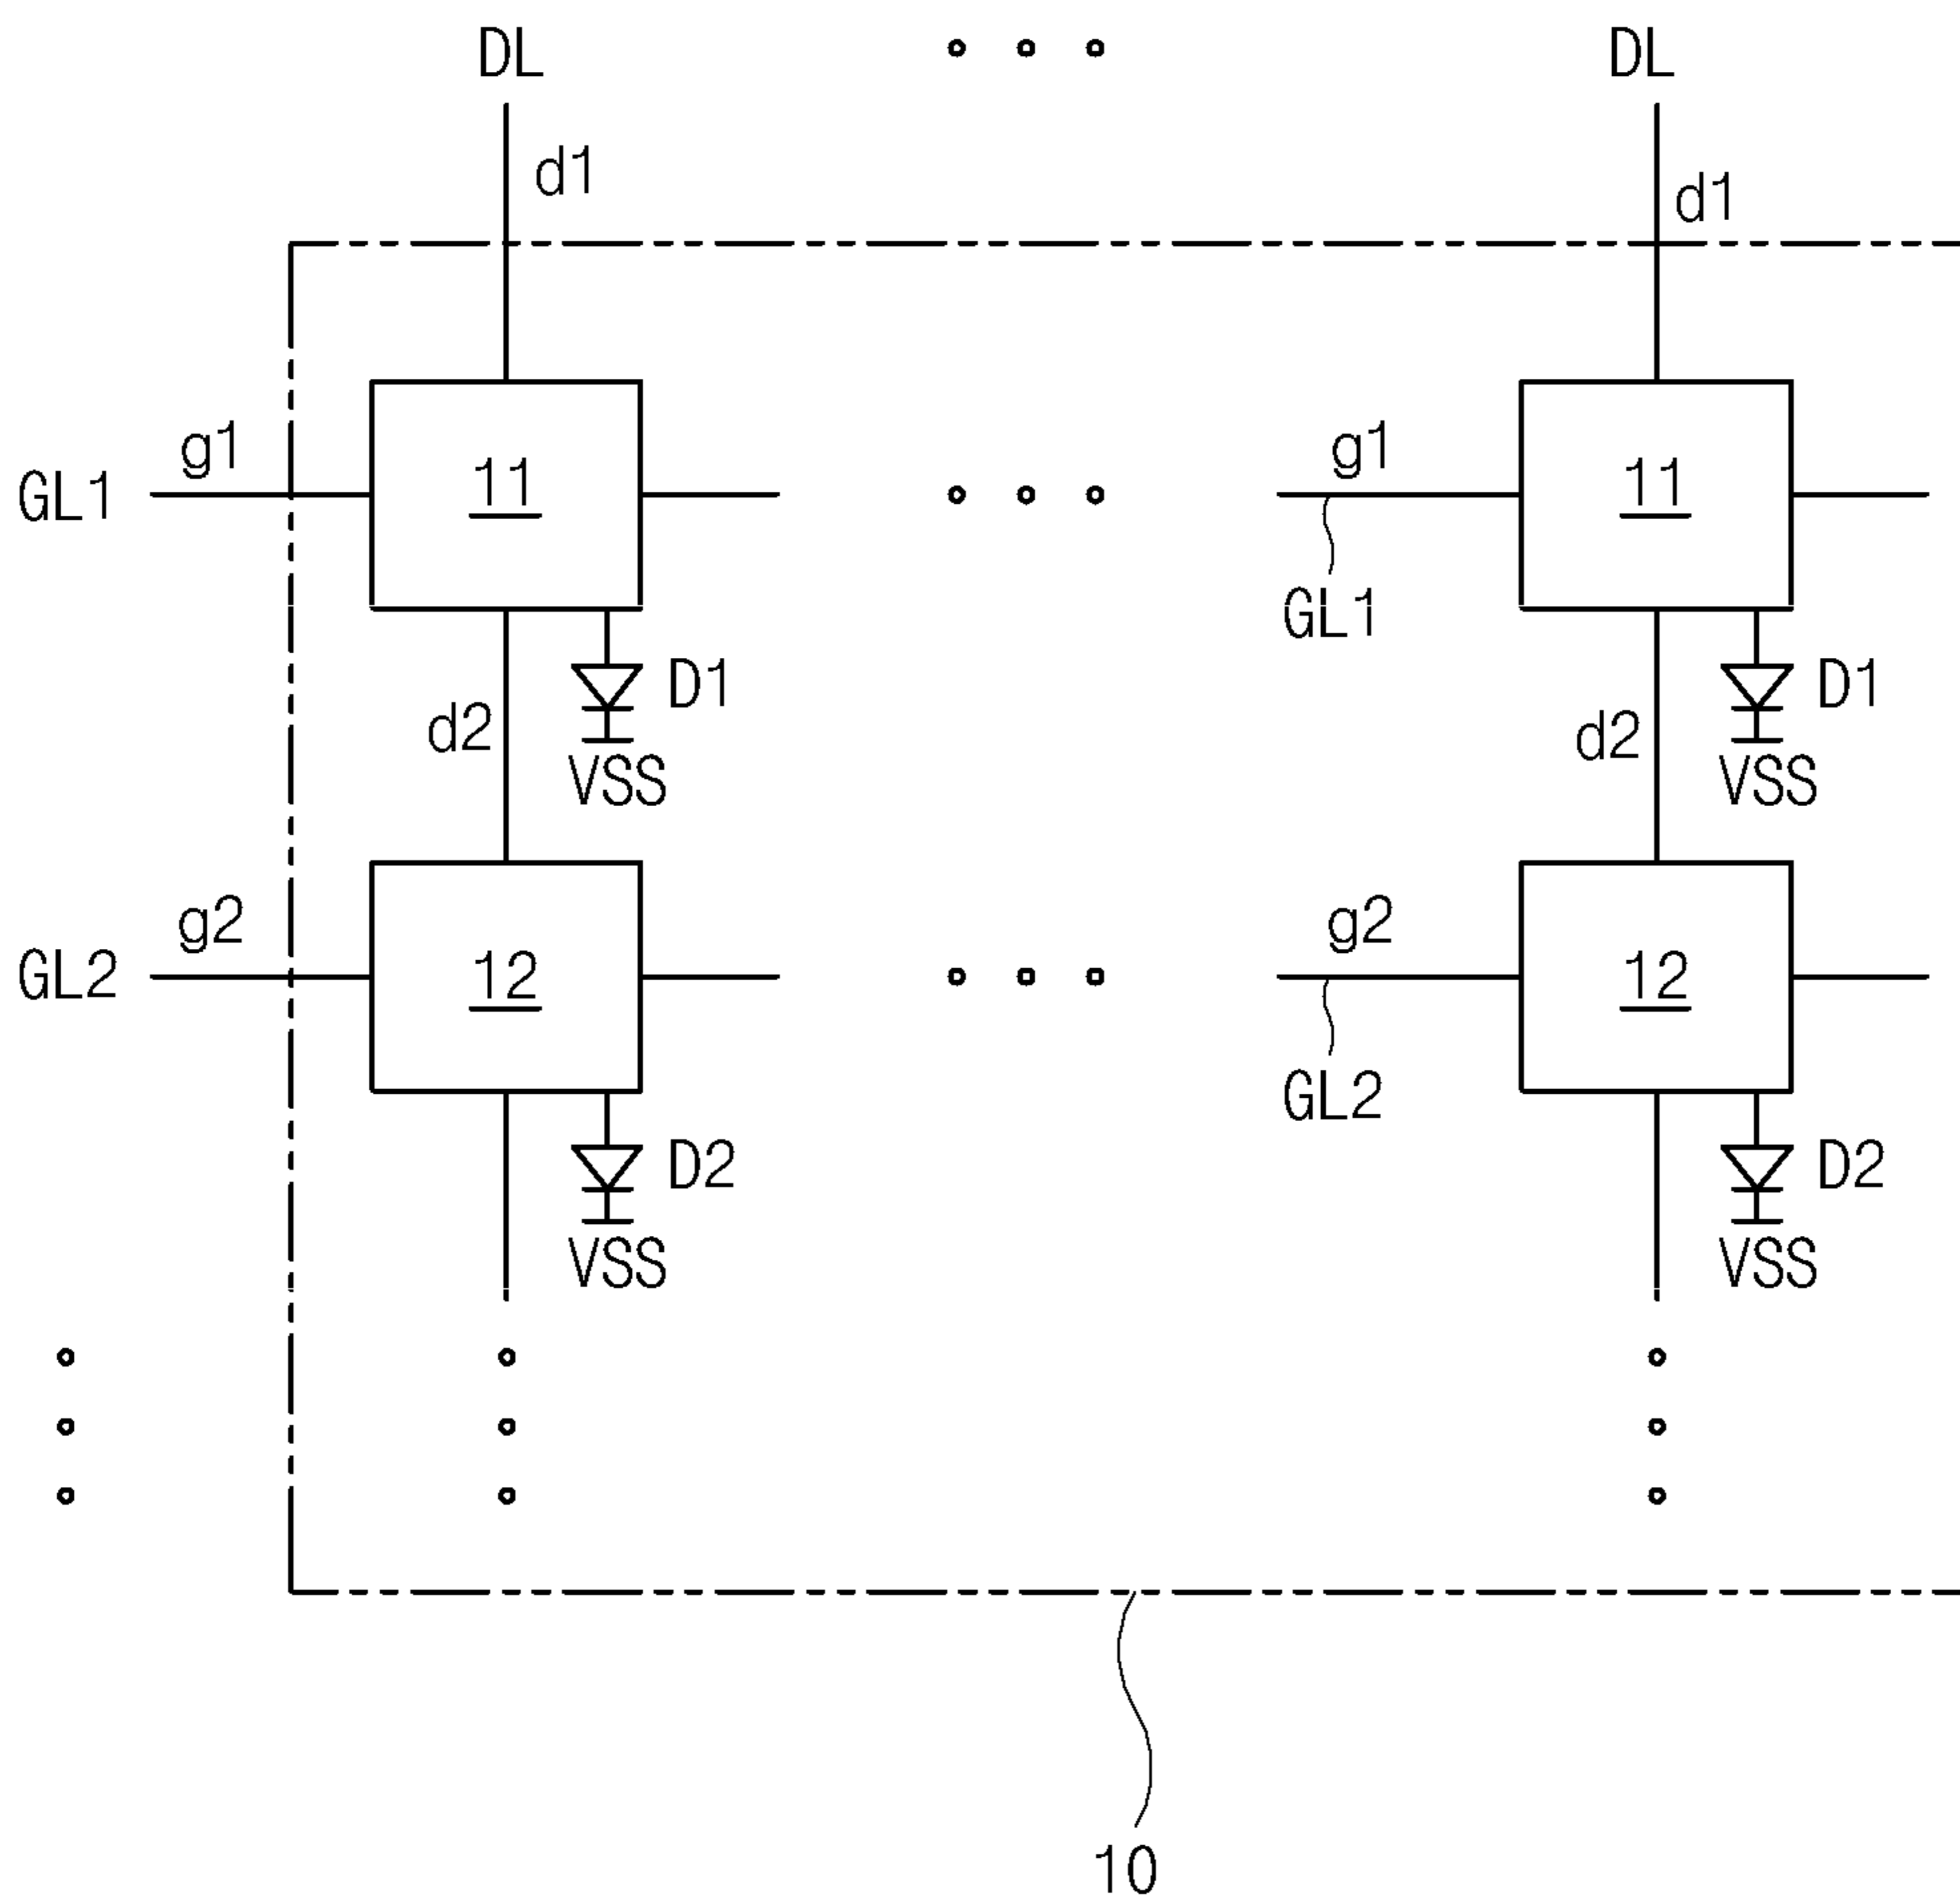 DL DL
d1 d1
g1 g1
GL1 11 11
GL1
D1 D1
d2 d2
VSS VSS
g2 g2
GL2 12 12
GL2
D2 D2
VSS VSS
10